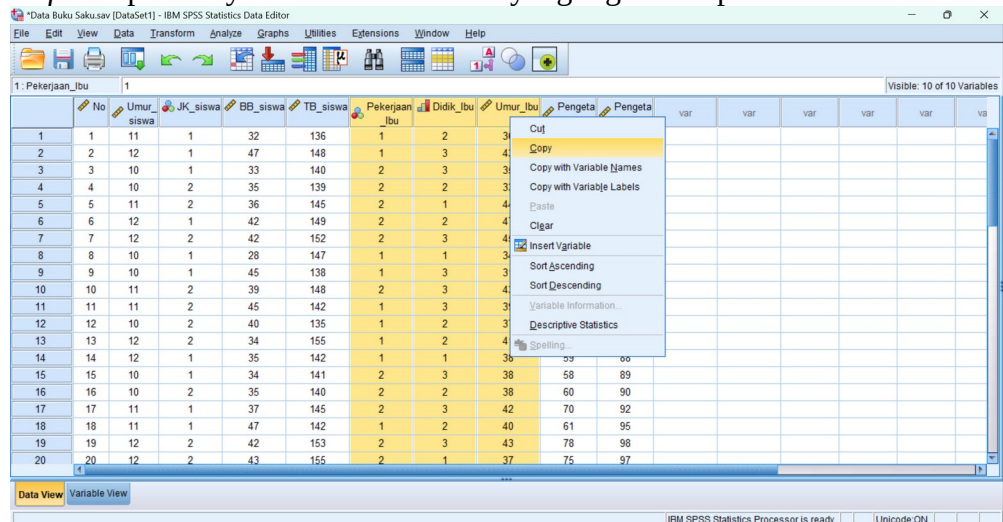 *Data Buku Saku.sav [DataSet1] - IBM SPSS Statistics Data Editor
File Edit View Data Transform Analyze Graphs Utilities Extensions Window Help
1 : Pekerjaan_Ibu 1 Visible: 10 of 10 Variables
No Umur_siswa JK_siswa BB_siswa TB_siswa Pekerjaan_Ibu Didik_Ibu Umur_Ibu Pengeta Pengeta var var var var var va
1 1 11 1 32 136 1 2
2 2 12 1 47 148 1 3
3 3 10 1 33 140 2 3
4 4 10 2 35 139 2 2
5 5 11 2 36 145 2 1
6 6 12 1 42 149 2 2
7 7 12 2 42 152 2 3
8 8 10 1 28 147 1 1
9 9 10 1 45 138 1 3
10 10 11 2 39 148 2 3
11 11 11 2 45 142 1 3
12 12 10 2 40 135 1 2
13 13 12 2 34 155 1 2
14 14 12 1 35 142 1 1 38 59 88
15 15 10 1 34 141 2 3 38 58 89
16 16 10 2 35 140 2 2 38 60 90
17 17 11 1 37 145 2 3 42 70 92
18 18 11 1 47 142 1 2 40 61 95
19 19 12 2 42 153 2 3 43 78 98
20 20 12 2 43 155 2 1 37 75 97
Cut
Copy
Copy with Variable Names
Copy with Variable Labels
Paste
Clear
Insert Variable
Sort Ascending
Sort Descending
Variable Information...
Descriptive Statistics
Spelling...
Data View Variable View
IBM SPSS Statistics Processor is ready Unicode:ON